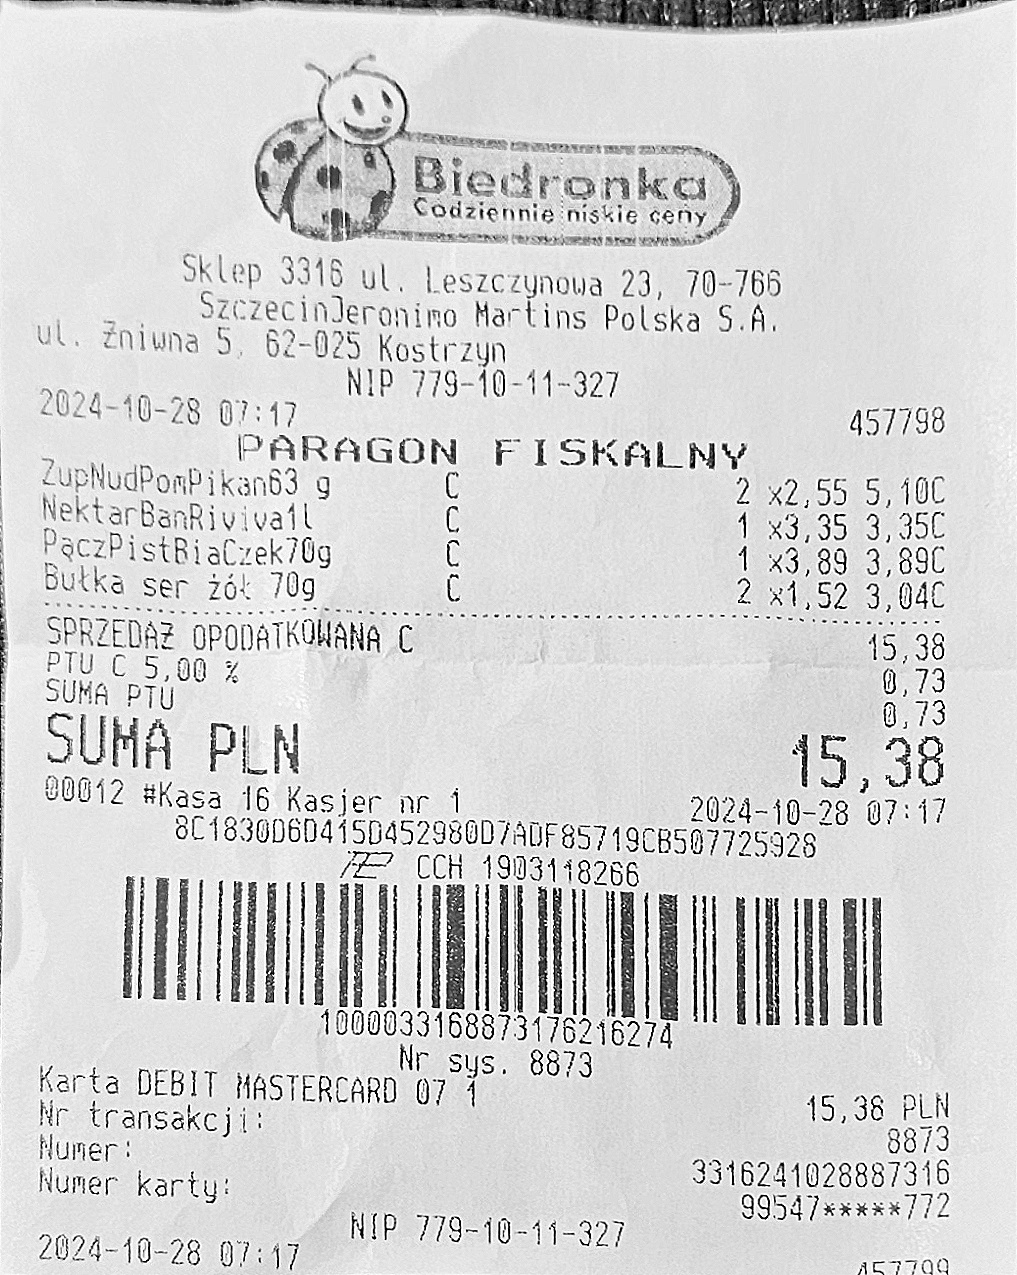 Biedronka
Codziennie niskie ceny
Sklep 3316 ul. Leszczynowa 23, 70-766
SzczecinJeronimo Martins Polska S.A.
ul. Żniwna 5, 62-025 Kostrzyn
NIP 779-10-11-327
2024-10-28 07:17 457798
PARAGON FISKALNY
ZupNudPomPikan63 g C 2 x2,55 5,10C
NektarBanRiviva1l C 1 x3,35 3,35C
PączPistBiaCzek70g C 1 x3,89 3,89C
Bułka ser żół 70g C 2 x1,52 3,04C
SPRZEDAŻ OPODATKOWANA C 15,38
PTU C 5,00 % 0,73
SUMA PTU 0,73
SUMA PLN 15,38
00012 #Kasa 16 Kasjer nr 1 2024-10-28 07:17
8C1830D6D415D452980D7ADF85719CB507725928
CCH 1903118266
1000033168873176216274
Nr sys. 8873
Karta DEBIT MASTERCARD 07 1 15,38 PLN
Nr transakcji: 8873
Numer: 3316241028887316
Numer karty: 99547*****772
NIP 779-10-11-327
2024-10-28 07:17 457799